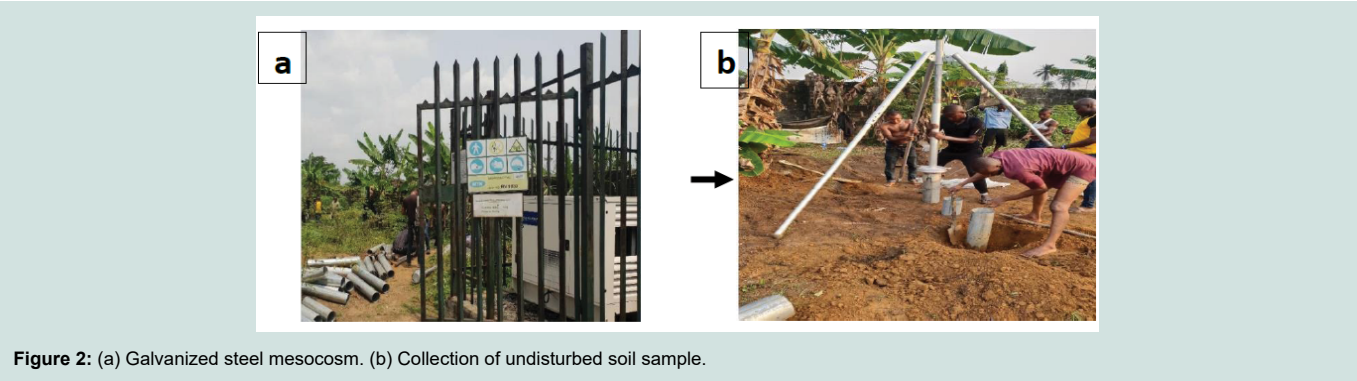 a
b
Figure 2: (a) Galvanized steel mesocosm. (b) Collection of undisturbed soil sample.